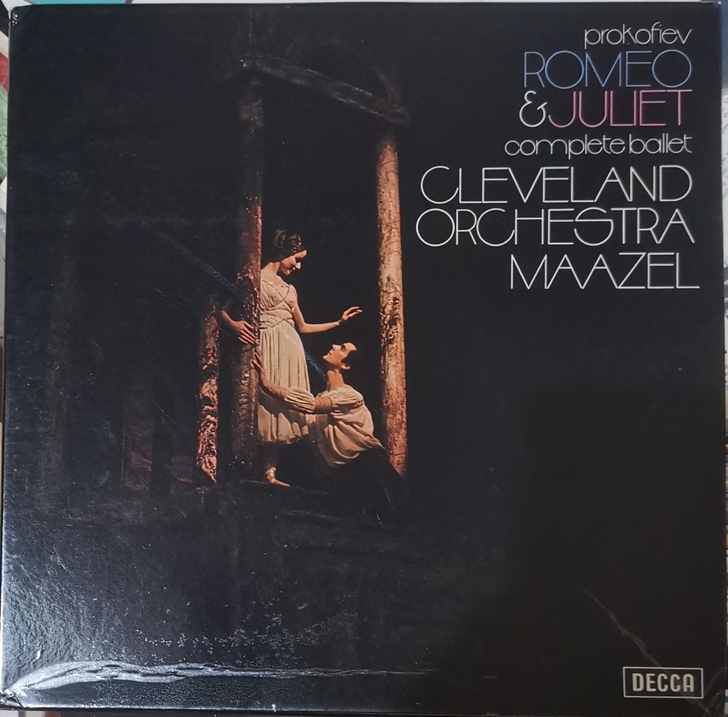 prokofiev
ROMEO
&JULIET
complete ballet
CLEVELAND
ORCHESTRA
MAAZEL
DECCA